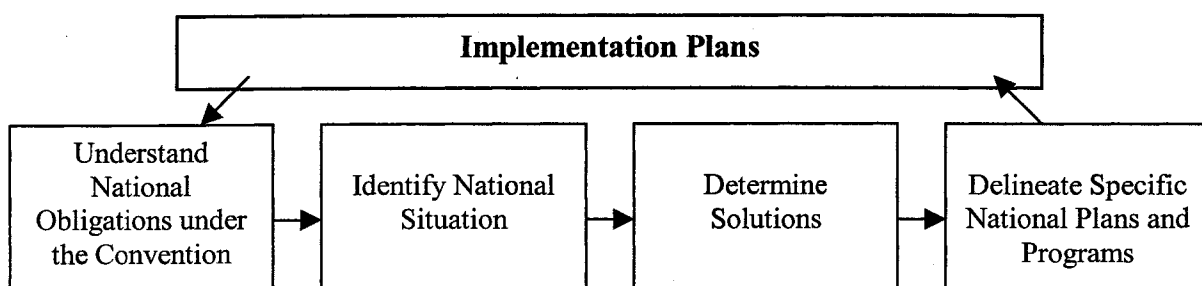 Implementation Plans
Understand
National
Obligations under
the Convention
Identify National
Situation
Determine
Solutions
Delineate Specific
National Plans and
Programs